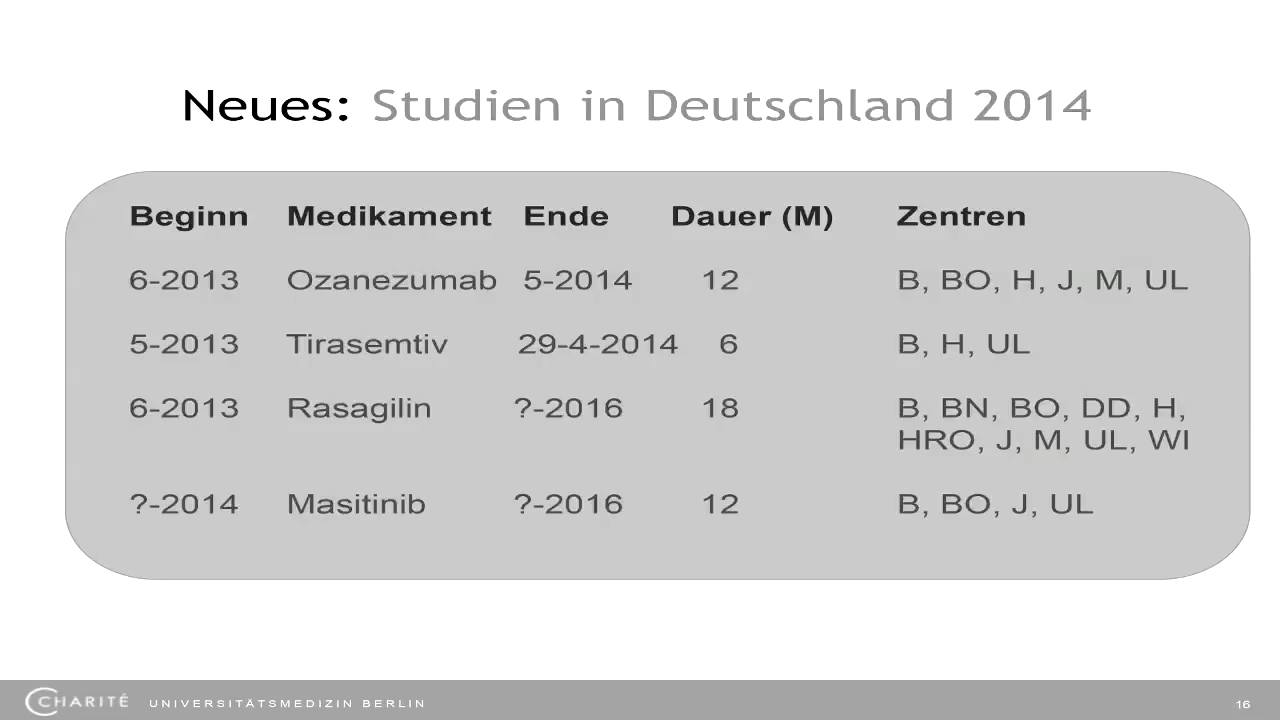 Neues: Studien in Deutschland 2014
Beginn Medikament Ende Dauer (M) Zentren
6-2013 Ozanezumab 5-2014 12 B, BO, H, J, M, UL
5-2013 Tirasemtiv 29-4-2014 6 B, H, UL
6-2013 Rasagilin ?-2016 18 B, BN, BO, DD, H,
HRO, J, M, UL, WI
?-2014 Masitinib ?-2016 12 B, BO, J, UL
CHARITÉ UNIVERSITÄTSMEDIZIN BERLIN 16